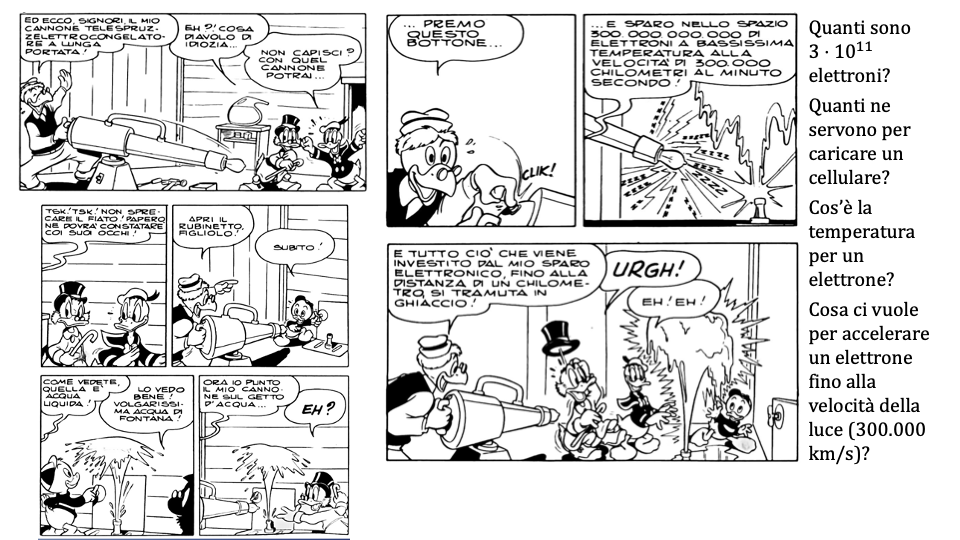 ED ECCO, SIGNORI, IL MIO
CANNONE TELESPRUZ-
ZELETTROCONGELATO-
RE A LUNGA
PORTATA!
EH?! COSA
DIAVOLO DI
IDIOZIA...
NON CAPISCI?
CON QUEL
CANNONE
POTRAI...
TSK! TSK! NON SPRE-
CARE IL FIATO! PAPERO-
NE DOVRA' CONSTATARE
COI SUOI OCCHI!
APRI IL
RUBINETTO,
FIGLIOLO!
SUBITO!
COME VEDETE,
QUELLA E'
ACQUA
LIQUIDA!
LO VEDO
BENE!
VOLGARISSI-
MA ACQUA DI
FONTANA!
ORA IO PUNTO
IL MIO CANNO-
NE SUL GETTO
D'ACQUA...
EH?
... PREMO
QUESTO
BOTTONE...
CLIK!
...E SPARO NELLO SPAZIO
300.000.000.000 DI
ELETTRONI A BASSISSIMA
TEMPERATURA ALLA
VELOCITA' DI 300.000
CHILOMETRI AL MINUTO
SECONDO!
E TUTTO CIO' CHE VIENE
INVESTITO DAL MIO SPARO
ELETTRONICO, FINO ALLA
DISTANZA DI UN CHILOME-
TRO, SI TRAMUTA IN
GHIACCIO!
URGH!
EH! EH!
Quanti sono
3 · 10¹¹
elettroni?
Quanti ne
servono per
caricare un
cellulare?
Cos'è la
temperatura
per un
elettrone?
Cosa ci vuole
per accelerare
un elettrone
fino alla
velocità della
luce (300.000
km/s)?